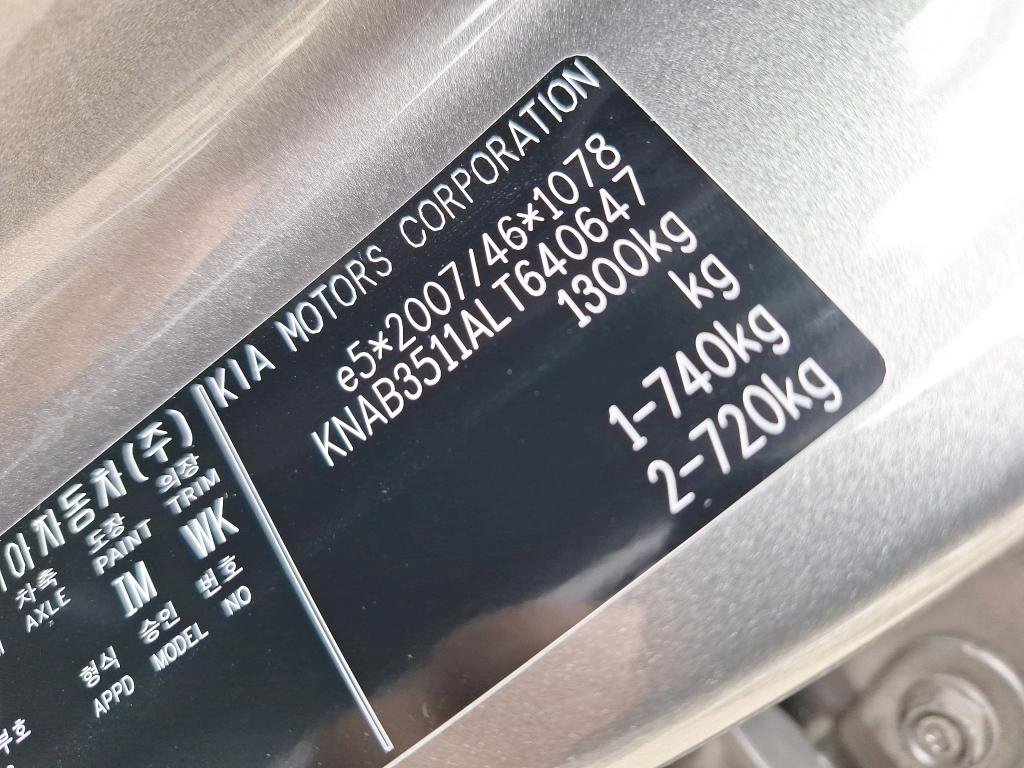 KIA MOTORS CORPORATION
e5*2007/46*1078
KNAB3511ALT640647
1300kg
kg
1-740kg
2-720kg
아자동차(주)
차축 도장 의장
AXLE PAINT TRIM
IM WK
형식 승인 번호
APPD MODEL NO